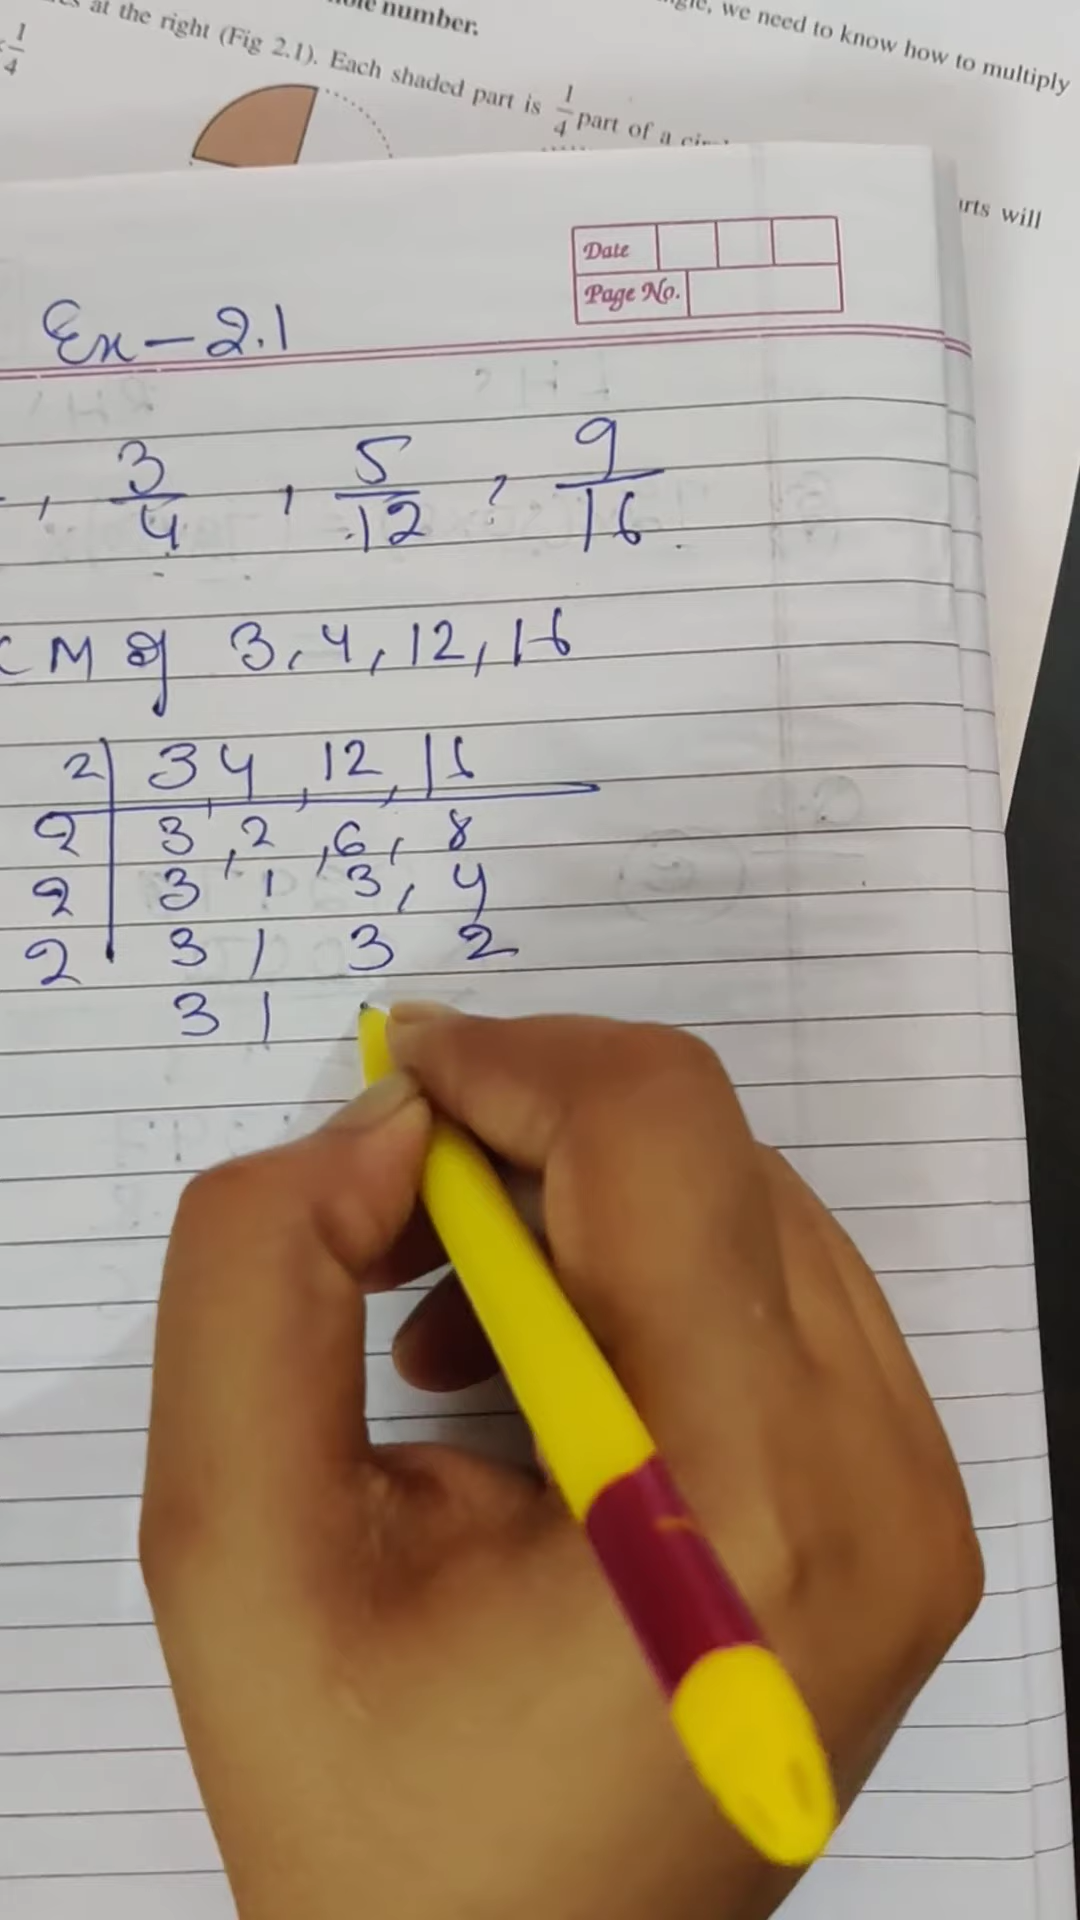 number.
, we need to know how to multiply
at the right (Fig 2.1). Each shaded part is 1/4 part of a
1/4
will
Date
Page No.
Ex - 2.1
, 3/4 , 5/12 , 9/16
CM of 3, 4, 12, 16
2 | 3 4 , 12 , 16
2 | 3 , 2 , 6 , 8
2 | 3 , 1 , 3 , 4
2 | 3 1 3 2
3 1